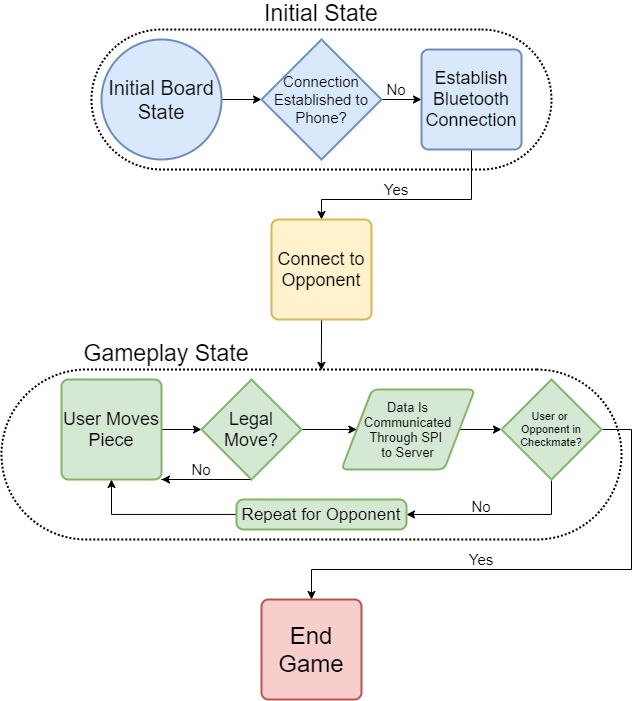 Initial State
Initial Board
State
Connection
Established to
Phone?
No
Establish
Bluetooth
Connection
Yes
Connect to
Opponent
Gameplay State
User Moves
Piece
Legal
Move?
Data Is
Communicated
Through SPI
to Server
User or
Opponent in
Checkmate?
No
Repeat for Opponent
No
Yes
End
Game